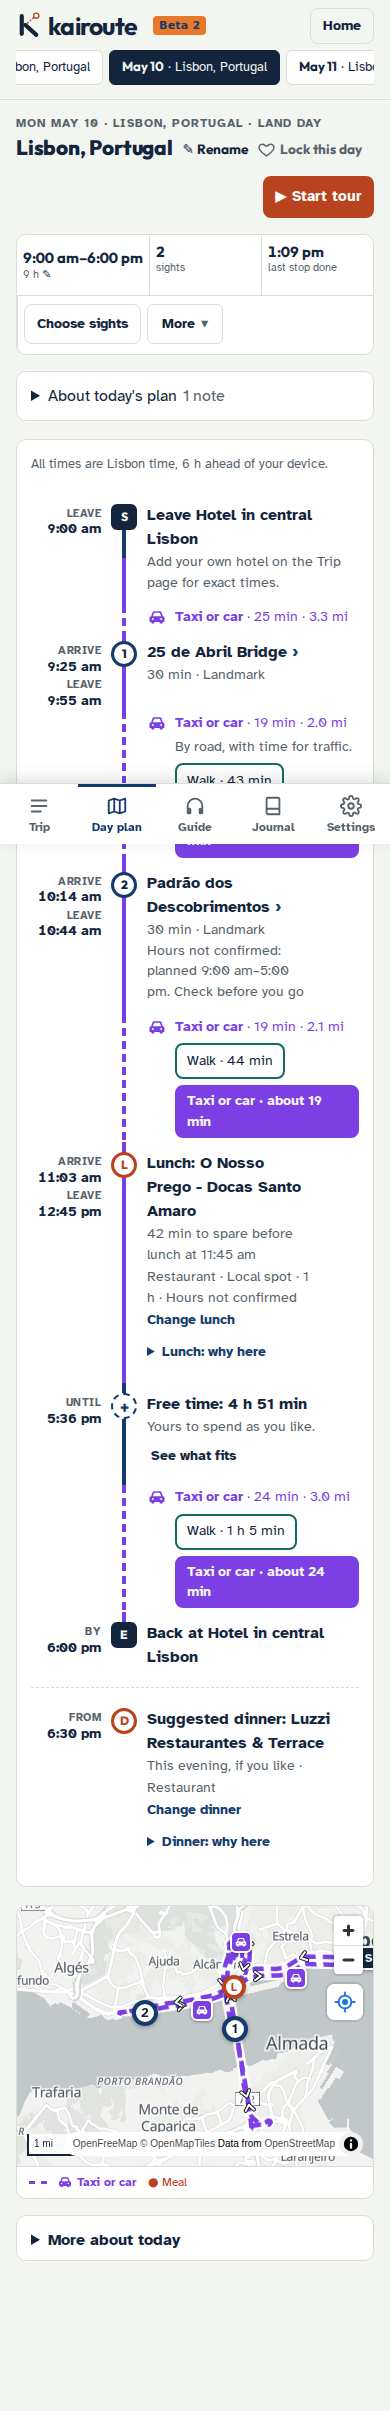 kairoute Beta 2 Home
bon, Portugal May 10 · Lisbon, Portugal May 11 · Lisb
MON MAY 10 · LISBON, PORTUGAL · LAND DAY
Lisbon, Portugal ✎ Rename Lock this day
▶ Start tour
9:00 am–6:00 pm 2 1:09 pm
9 h ✎ sights last stop done
Choose sights More ▼
▶ About today's plan 1 note
All times are Lisbon time, 6 h ahead of your device.
LEAVE
9:00 am
S
Leave Hotel in central
Lisbon
Add your own hotel on the Trip
page for exact times.
Taxi or car · 25 min · 3.3 mi
ARRIVE
9:25 am
LEAVE
9:55 am
1
25 de Abril Bridge ›
30 min · Landmark
Taxi or car · 19 min · 2.0 mi
By road, with time for traffic.
Walk · 43 min
Trip Day plan Guide Journal Settings
ARRIVE
10:14 am
LEAVE
10:44 am
2
Padrão dos
Descobrimentos ›
30 min · Landmark
Hours not confirmed:
planned 9:00 am–5:00
pm. Check before you go
Taxi or car · 19 min · 2.1 mi
Walk · 44 min
Taxi or car · about 19
min
ARRIVE
11:03 am
LEAVE
12:45 pm
L
Lunch: O Nosso
Prego - Docas Santo
Amaro
42 min to spare before
lunch at 11:45 am
Restaurant · Local spot · 1
h · Hours not confirmed
Change lunch
▶ Lunch: why here
UNTIL
5:36 pm
+
Free time: 4 h 51 min
Yours to spend as you like.
See what fits
Taxi or car · 24 min · 3.0 mi
Walk · 1 h 5 min
Taxi or car · about 24
min
BY
6:00 pm
E
Back at Hotel in central
Lisbon
FROM
6:30 pm
D
Suggested dinner: Luzzi
Restaurantes & Terrace
This evening, if you like ·
Restaurant
Change dinner
▶ Dinner: why here
Algés
Ajuda
Alcân
Estrela
fundo
S
L
2
1
Almada
PORTO BRANDÃO
Trafaria
Monte de
Caparica
Laranjeiro
+
−
1 mi
OpenFreeMap © OpenMapTiles Data from OpenStreetMap
Taxi or car Meal
▶ More about today